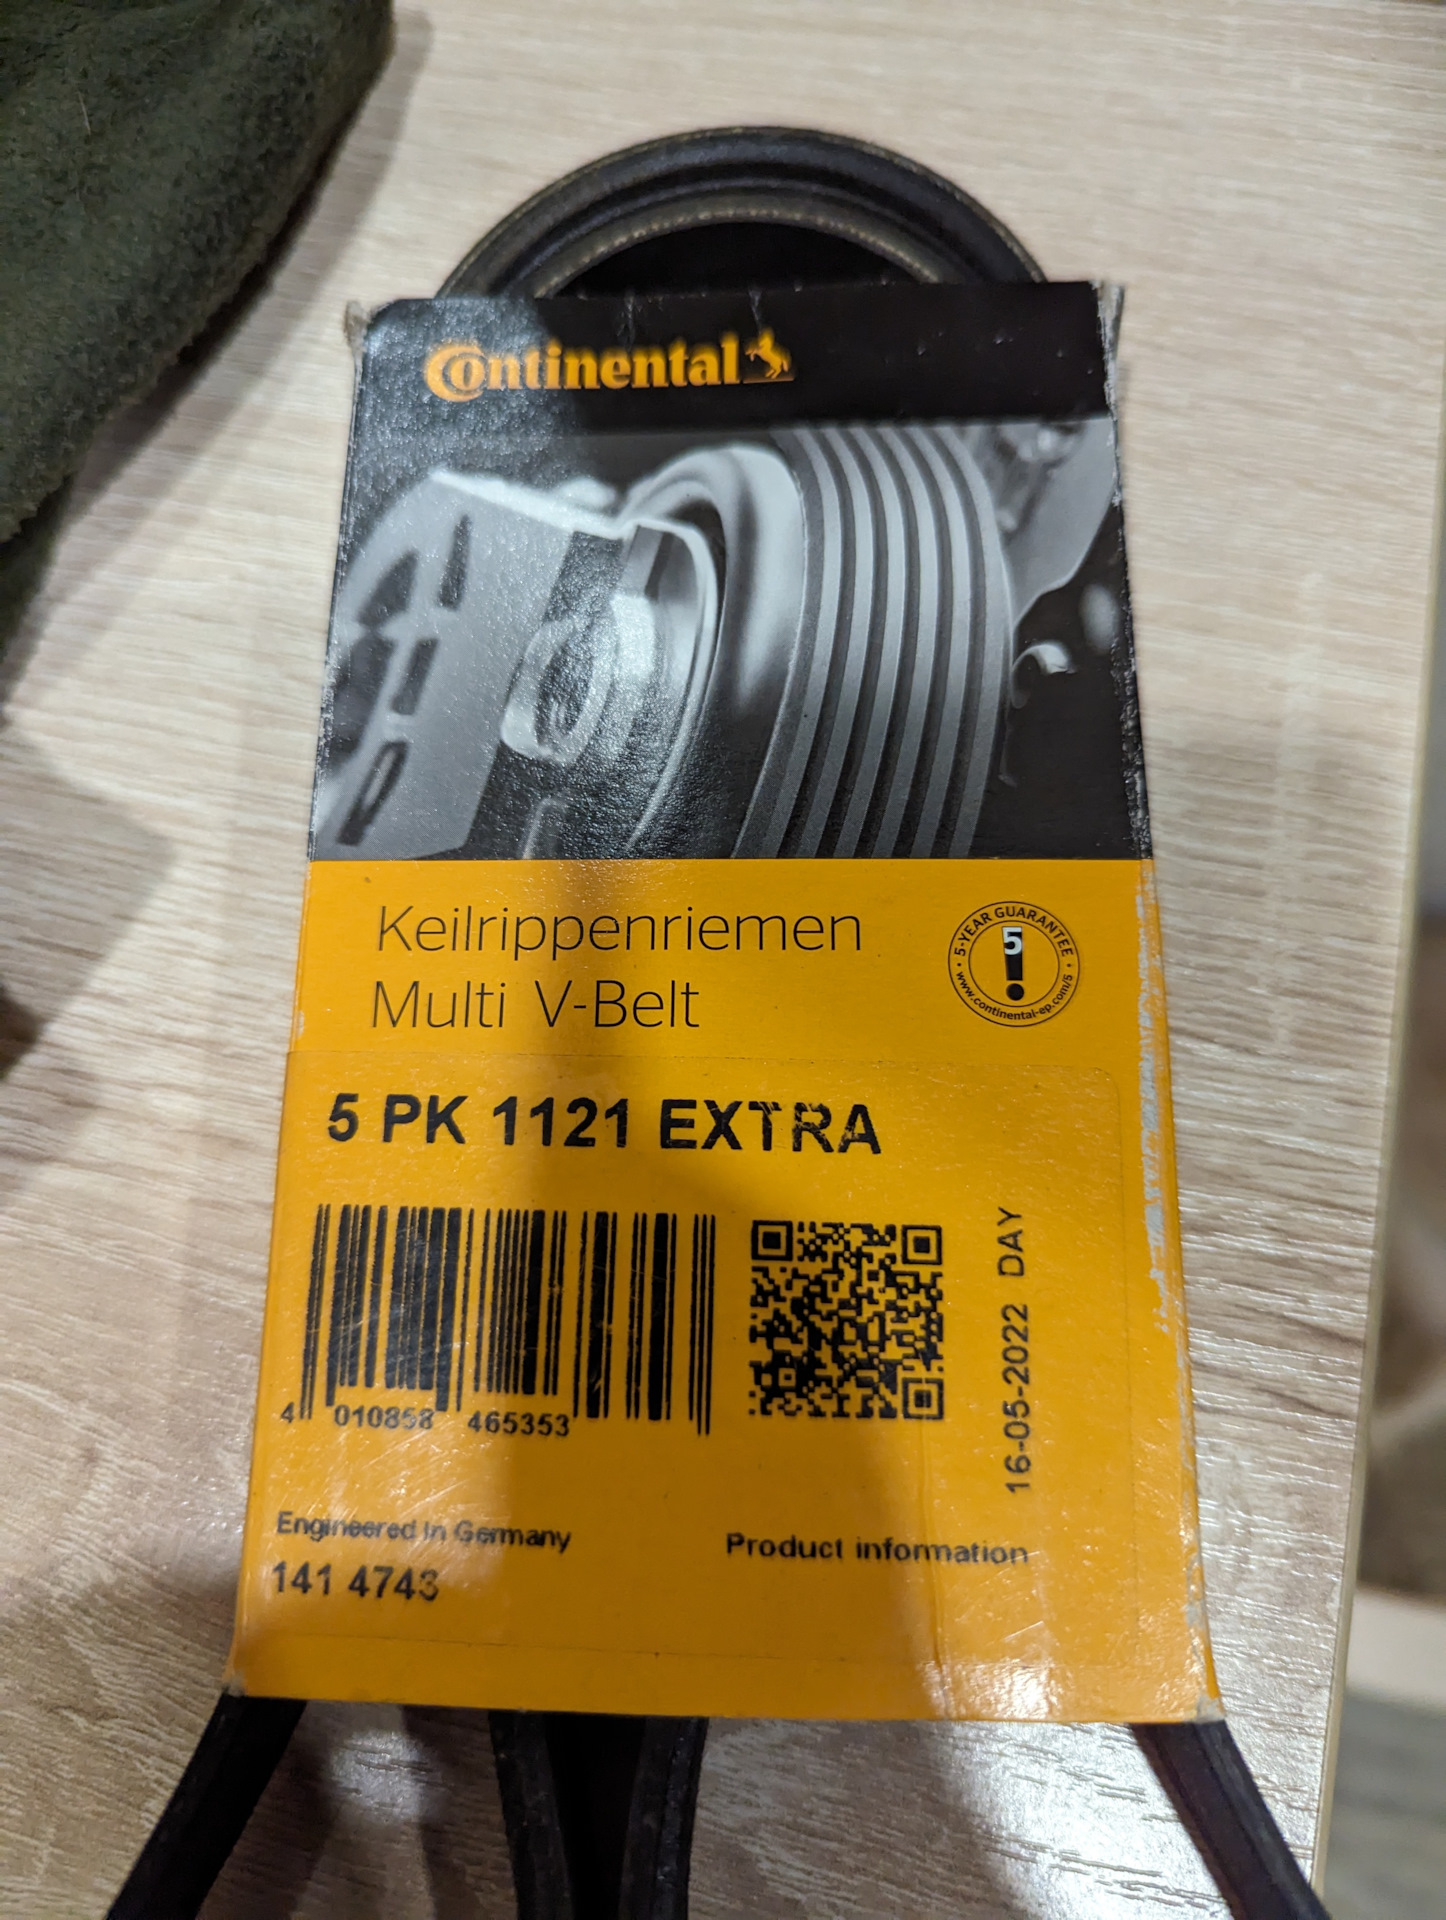 Continental
Keilrippenriemen
Multi V-Belt
5-YEAR GUARANTEE
5
www.continental-ep.com/5
5 PK 1121 EXTRA
4 010858 465353
16-05-2022 DAY
Engineered in Germany
141 4743
Product information